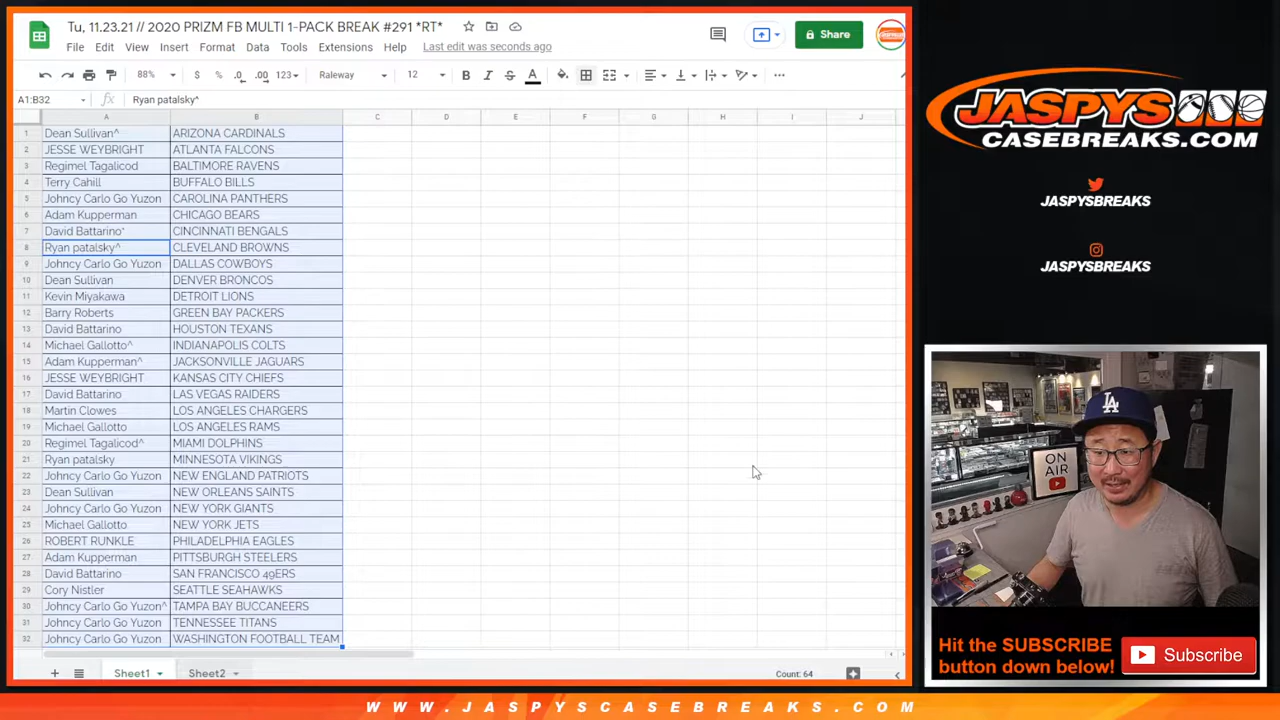 Tu, 11.23.21 // 2020 PRIZM FB MULTI 1-PACK BREAK #291 *RT*
File Edit View Insert Format Data Tools Extensions Help Last edit was seconds ago
Share
88% $ % .0 .00 123 Raleway 12 B I S A
A1:B32 fx Ryan patalsky^
A B C D E F G H I J
1 Dean Sullivan^ ARIZONA CARDINALS
2 JESSE WEYBRIGHT ATLANTA FALCONS
3 Regimel Tagalicod BALTIMORE RAVENS
4 Terry Cahill BUFFALO BILLS
5 Johncy Carlo Go Yuzon CAROLINA PANTHERS
6 Adam Kupperman CHICAGO BEARS
7 David Battarino^ CINCINNATI BENGALS
8 Ryan patalsky^ CLEVELAND BROWNS
9 Johncy Carlo Go Yuzon DALLAS COWBOYS
10 Dean Sullivan DENVER BRONCOS
11 Kevin Miyakawa DETROIT LIONS
12 Barry Roberts GREEN BAY PACKERS
13 David Battarino HOUSTON TEXANS
14 Michael Gallotto^ INDIANAPOLIS COLTS
15 Adam Kupperman^ JACKSONVILLE JAGUARS
16 JESSE WEYBRIGHT KANSAS CITY CHIEFS
17 David Battarino LAS VEGAS RAIDERS
18 Martin Clowes LOS ANGELES CHARGERS
19 Michael Gallotto LOS ANGELES RAMS
20 Regimel Tagalicod^ MIAMI DOLPHINS
21 Ryan patalsky MINNESOTA VIKINGS
22 Johncy Carlo Go Yuzon NEW ENGLAND PATRIOTS
23 Dean Sullivan NEW ORLEANS SAINTS
24 Johncy Carlo Go Yuzon NEW YORK GIANTS
25 Michael Gallotto NEW YORK JETS
26 ROBERT RUNKLE PHILADELPHIA EAGLES
27 Adam Kupperman PITTSBURGH STEELERS
28 David Battarino SAN FRANCISCO 49ERS
29 Cory Nistler SEATTLE SEAHAWKS
30 Johncy Carlo Go Yuzon^ TAMPA BAY BUCCANEERS
31 Johncy Carlo Go Yuzon TENNESSEE TITANS
32 Johncy Carlo Go Yuzon WASHINGTON FOOTBALL TEAM
Sheet1 Sheet2 Count: 64
JASPYS
CASEBREAKS.COM
JASPYSBREAKS
JASPYSBREAKS
LA
ON
AIR
Hit the SUBSCRIBE
button down below!
Subscribe
WWW.JASPYSCASEBREAKS.COM